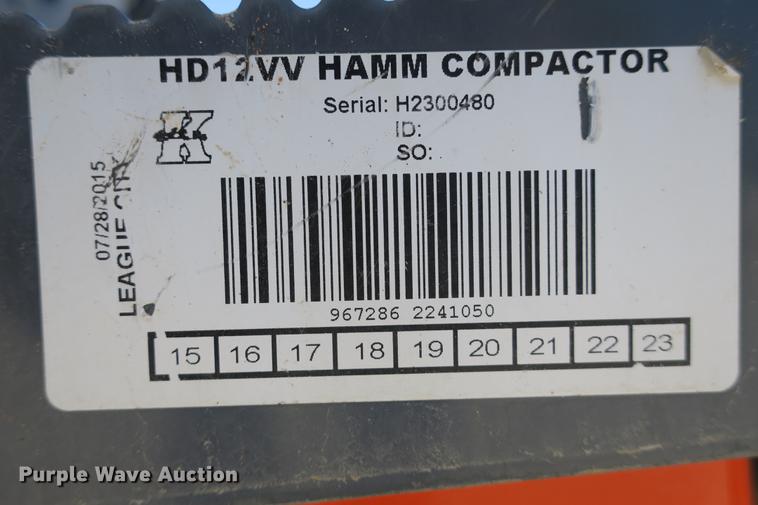 HD12VV HAMM COMPACTOR
Serial: H2300480
ID:
SO:
K
07/28/2015
LEAGUE CITY
967286 2241050
15 16 17 18 19 20 21 22 23
Purple Wave Auction